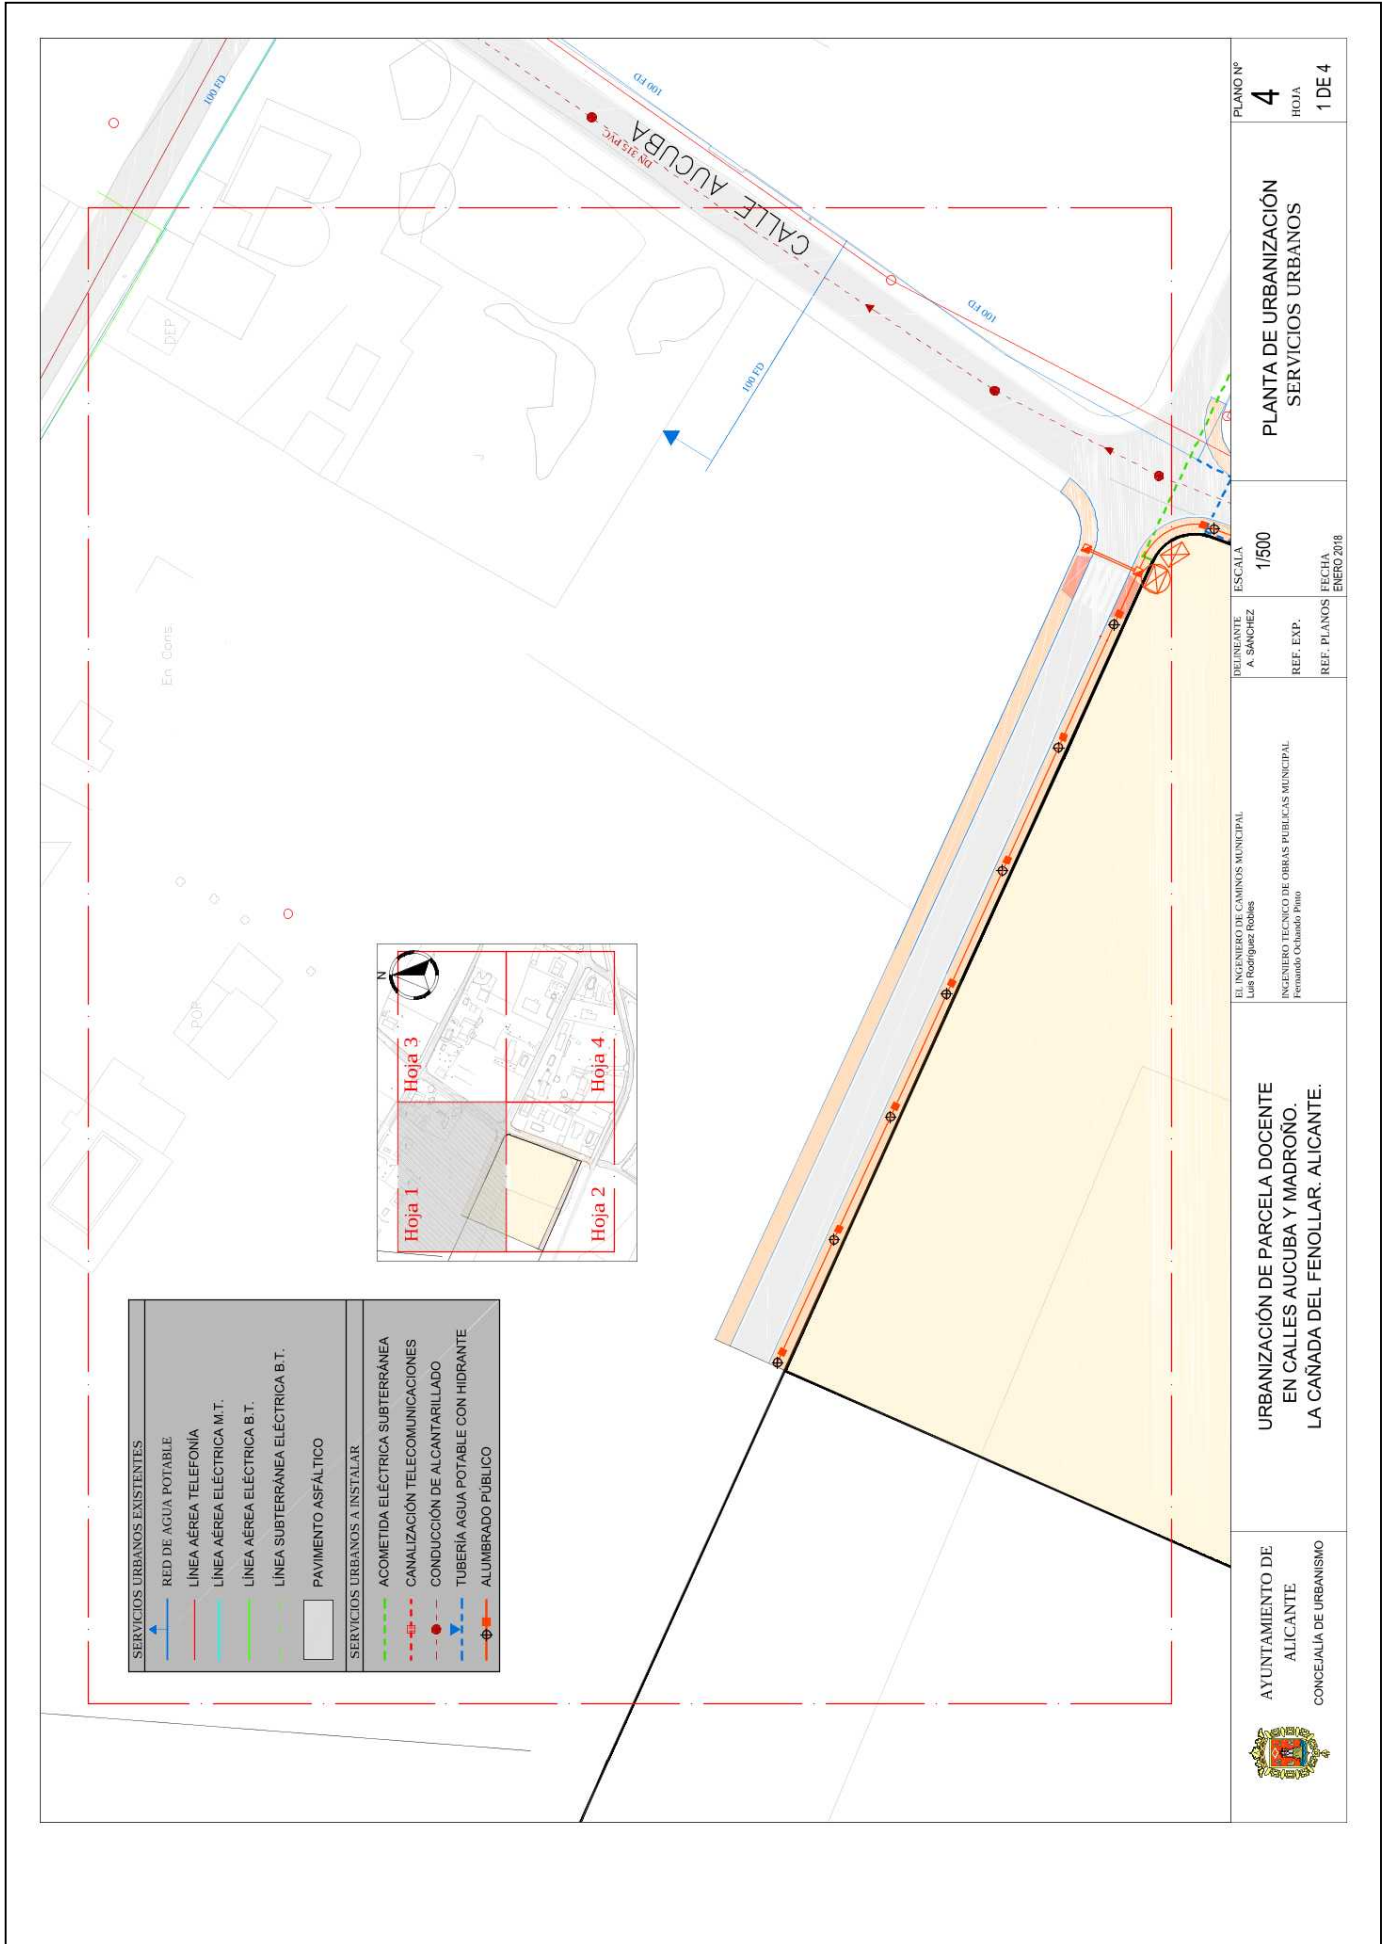 SERVICIOS URBANOS EXISTENTES
RED DE AGUA POTABLE
LÍNEA AÉREA TELEFONÍA
LÍNEA AÉREA ELÉCTRICA M.T.
LÍNEA AÉREA ELÉCTRICA B.T.
LÍNEA SUBTERRÁNEA ELÉCTRICA B.T.
PAVIMENTO ASFÁLTICO
SERVICIOS URBANOS A INSTALAR
ACOMETIDA ELÉCTRICA SUBTERRÁNEA
CANALIZACIÓN TELECOMUNICACIONES
CONDUCCIÓN DE ALCANTARILLADO
TUBERÍA AGUA POTABLE CON HIDRANTE
ALUMBRADO PÚBLICO
Hoja 1
Hoja 3
Hoja 2
Hoja 4
N
POR
En Cons.
DEP
100 FD
100 FD
DN 315 PVC
CALLE AUCUBA
100 FD
100 FD
AYUNTAMIENTO DE
ALICANTE
CONCEJALÍA DE URBANISMO
URBANIZACIÓN DE PARCELA DOCENTE
EN CALLES AUCUBA Y MADROÑO.
LA CAÑADA DEL FENOLLAR. ALICANTE.
EL INGENIERO DE CAMINOS MUNICIPAL
Luis Rodríguez Robles
INGENIERO TECNICO DE OBRAS PUBLICAS MUNICIPAL
Fernando Ochando Pinto
DELINEANTE
A. SÁNCHEZ
REF. EXP.
REF. PLANOS
ESCALA
1/500
FECHA
ENERO 2018
PLANTA DE URBANIZACIÓN
SERVICIOS URBANOS
PLANO Nº
4
HOJA
1 DE 4